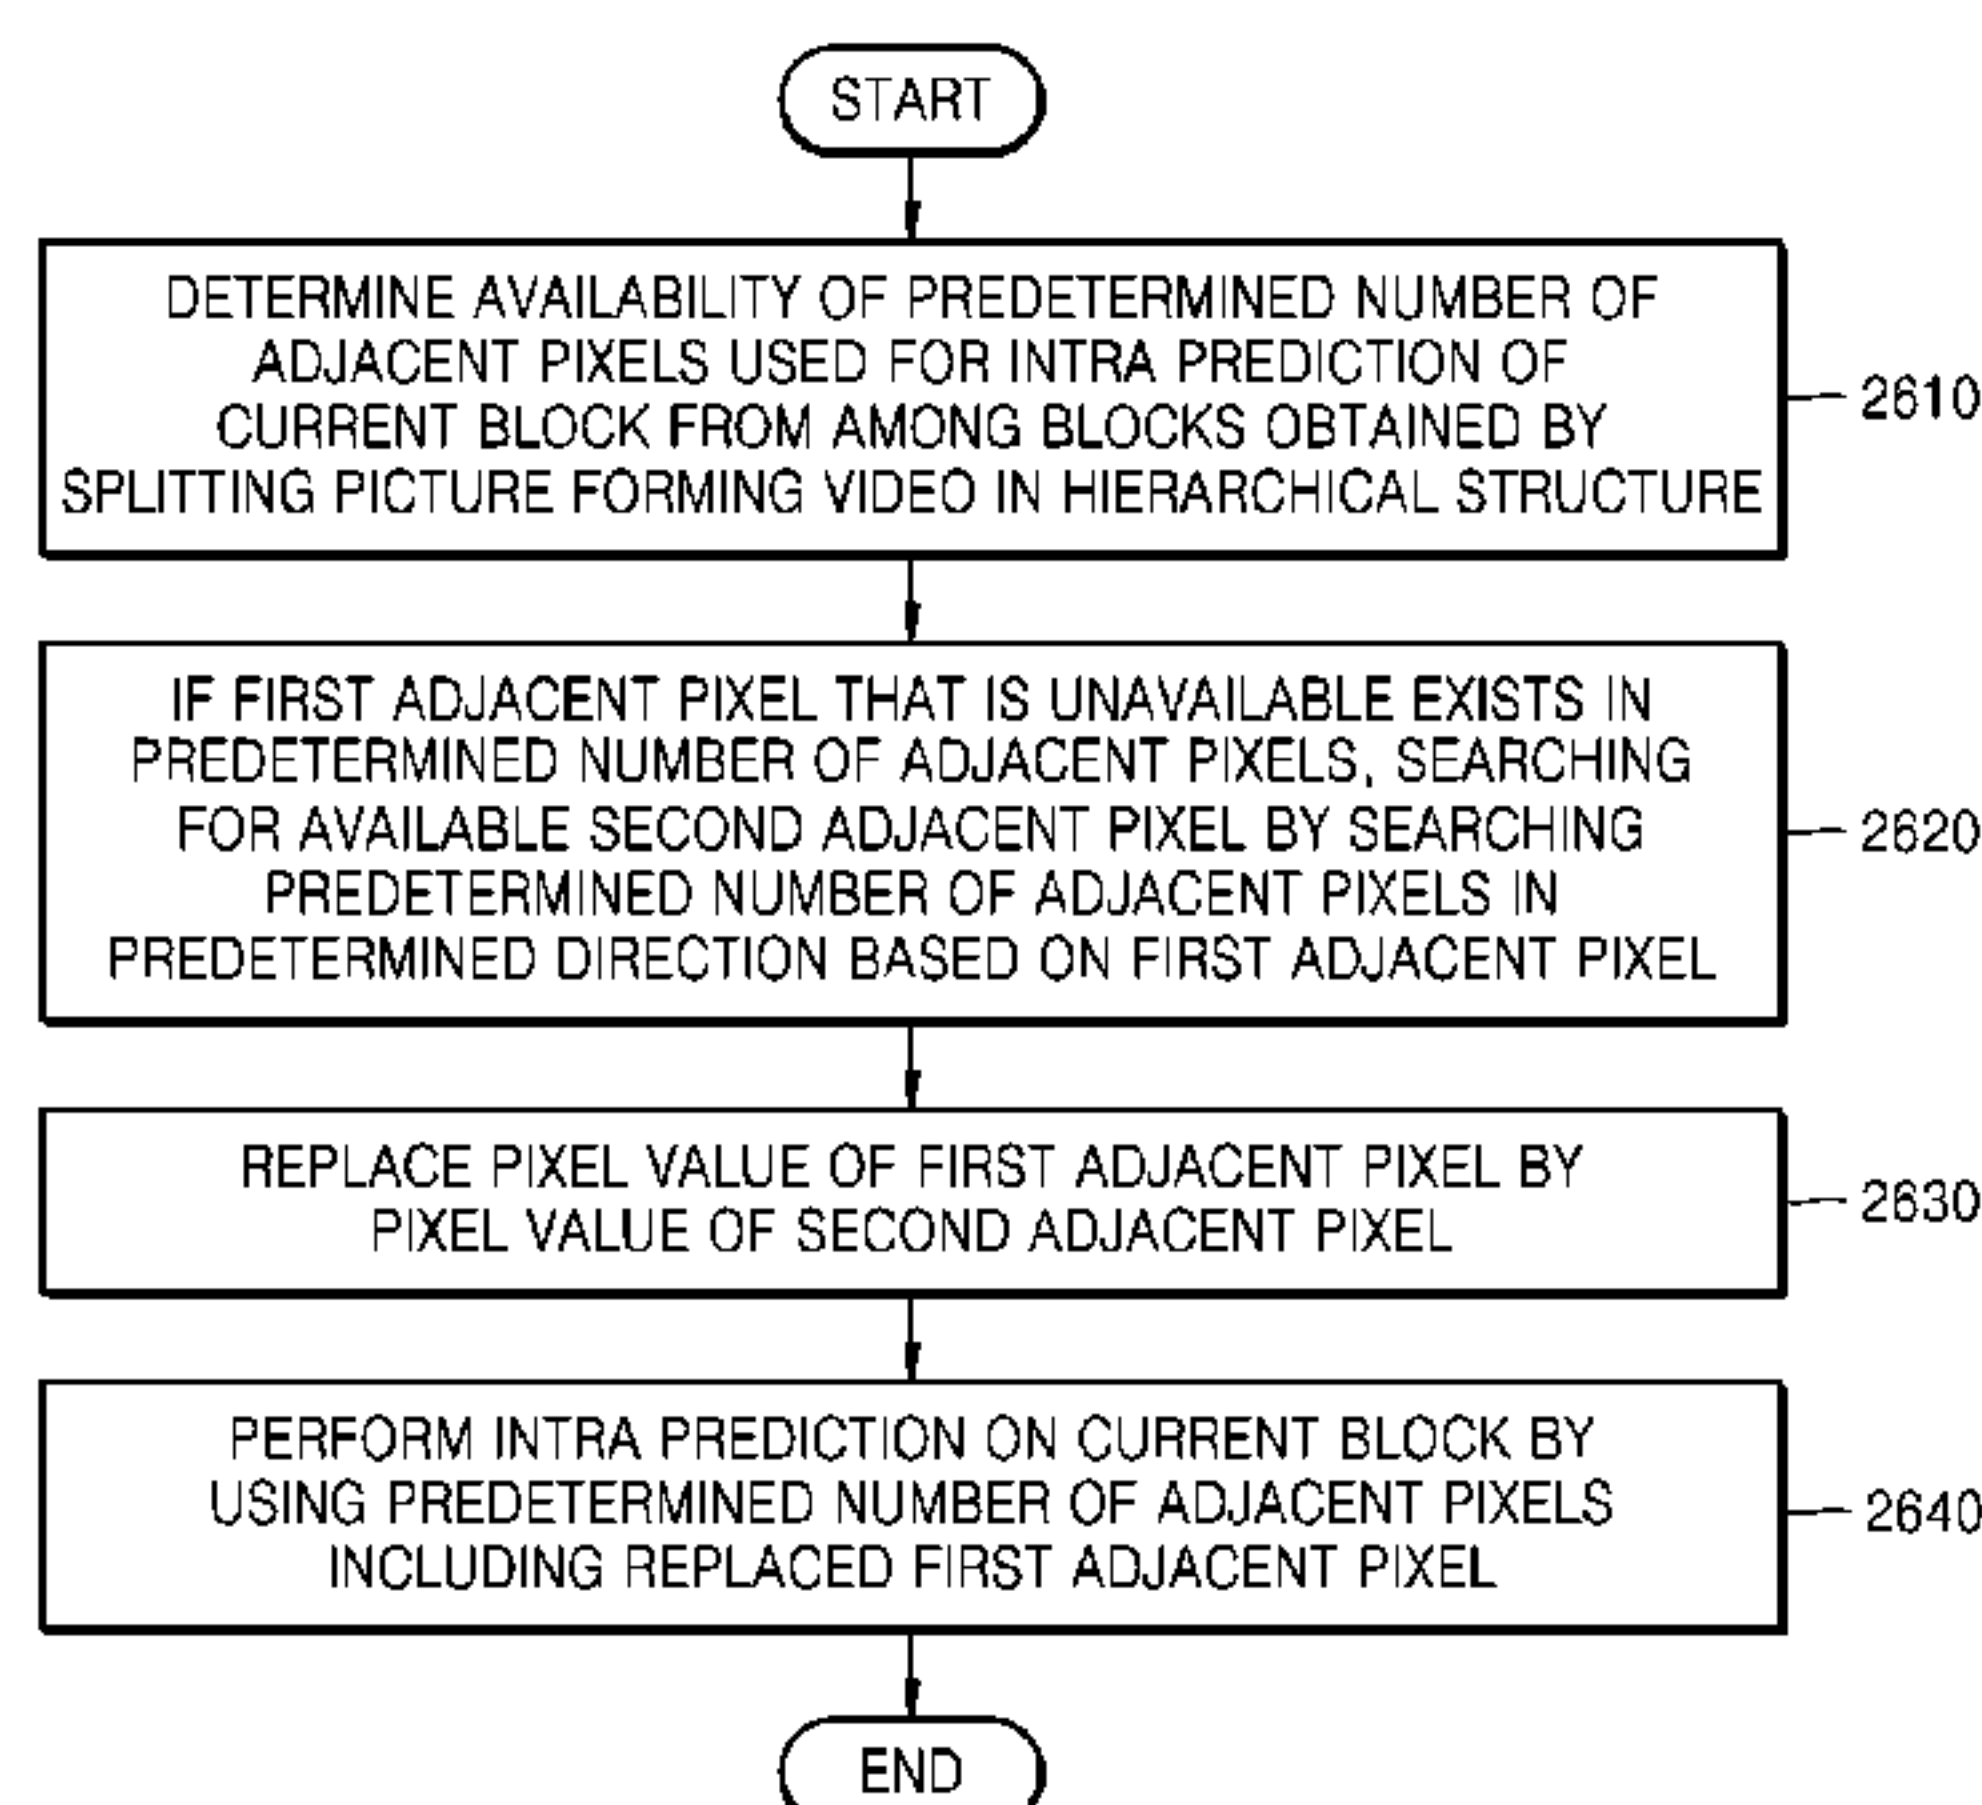 START
DETERMINE AVAILABILITY OF PREDETERMINED NUMBER OF
ADJACENT PIXELS USED FOR INTRA PREDICTION OF
CURRENT BLOCK FROM AMONG BLOCKS OBTAINED BY
SPLITTING PICTURE FORMING VIDEO IN HIERARCHICAL STRUCTURE
2610
IF FIRST ADJACENT PIXEL THAT IS UNAVAILABLE EXISTS IN
PREDETERMINED NUMBER OF ADJACENT PIXELS, SEARCHING
FOR AVAILABLE SECOND ADJACENT PIXEL BY SEARCHING
PREDETERMINED NUMBER OF ADJACENT PIXELS IN
PREDETERMINED DIRECTION BASED ON FIRST ADJACENT PIXEL
2620
REPLACE PIXEL VALUE OF FIRST ADJACENT PIXEL BY
PIXEL VALUE OF SECOND ADJACENT PIXEL
2630
PERFORM INTRA PREDICTION ON CURRENT BLOCK BY
USING PREDETERMINED NUMBER OF ADJACENT PIXELS
INCLUDING REPLACED FIRST ADJACENT PIXEL
2640
END